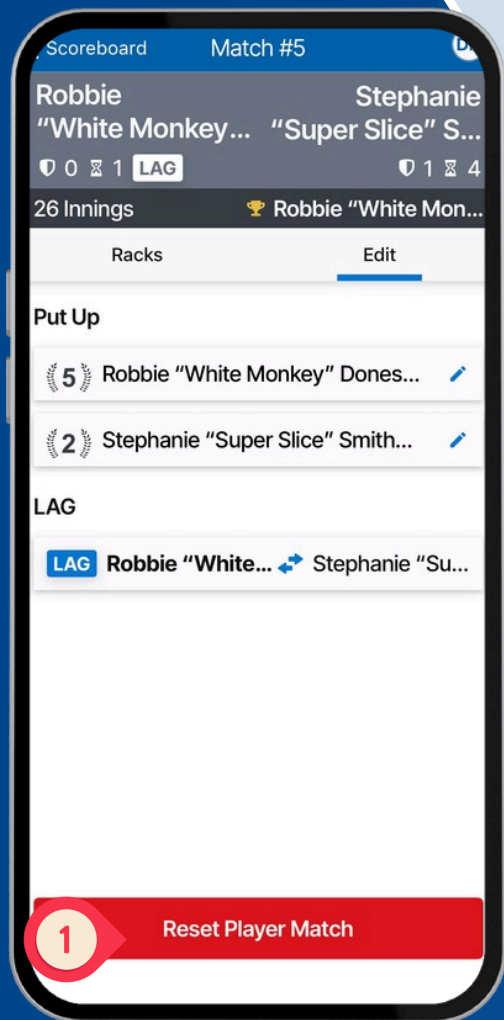 Scoreboard Match #5
Robbie Stephanie
“White Monkey... “Super Slice” S...
0 1 LAG 1 4
26 Innings Robbie “White Mon...
Racks Edit
Put Up
5 Robbie “White Monkey” Dones...
2 Stephanie “Super Slice” Smith...
LAG
LAG Robbie “White... Stephanie “Su...
1 Reset Player Match